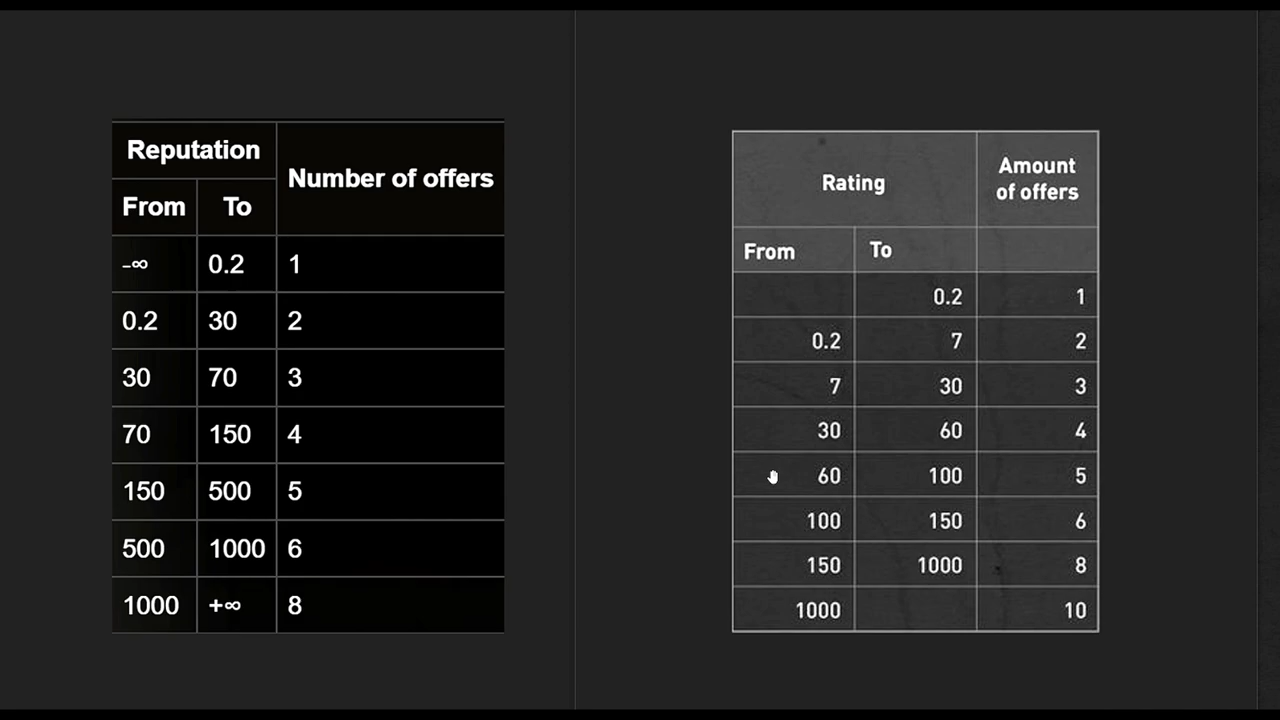 Reputation Number of offers
From To
-∞ 0.2 1
0.2 30 2
30 70 3
70 150 4
150 500 5
500 1000 6
1000 +∞ 8
Rating Amount
of offers
From To
0.2 1
0.2 7 2
7 30 3
30 60 4
60 100 5
100 150 6
150 1000 8
1000 10